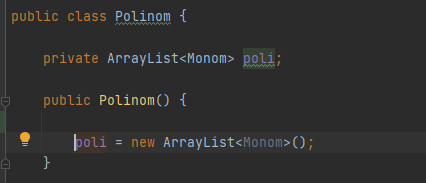 public class Polinom {
private ArrayList<Monom> poli;
public Polinom() {
poli = new ArrayList<Monom>();
}